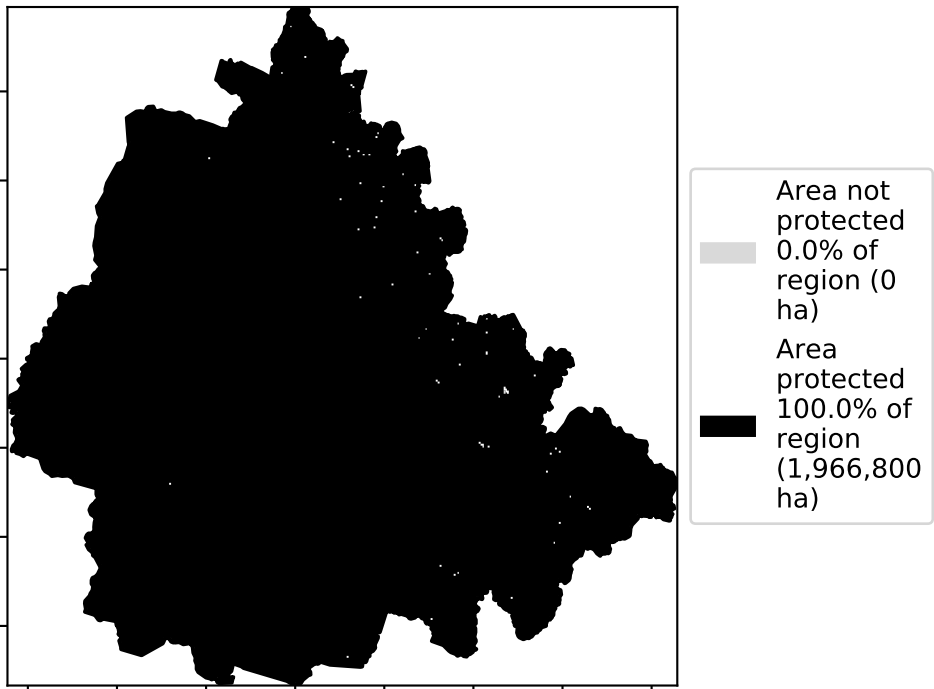 Area not
protected
0.0% of
region (0
ha)
Area
protected
100.0% of
region
(1,966,800
ha)